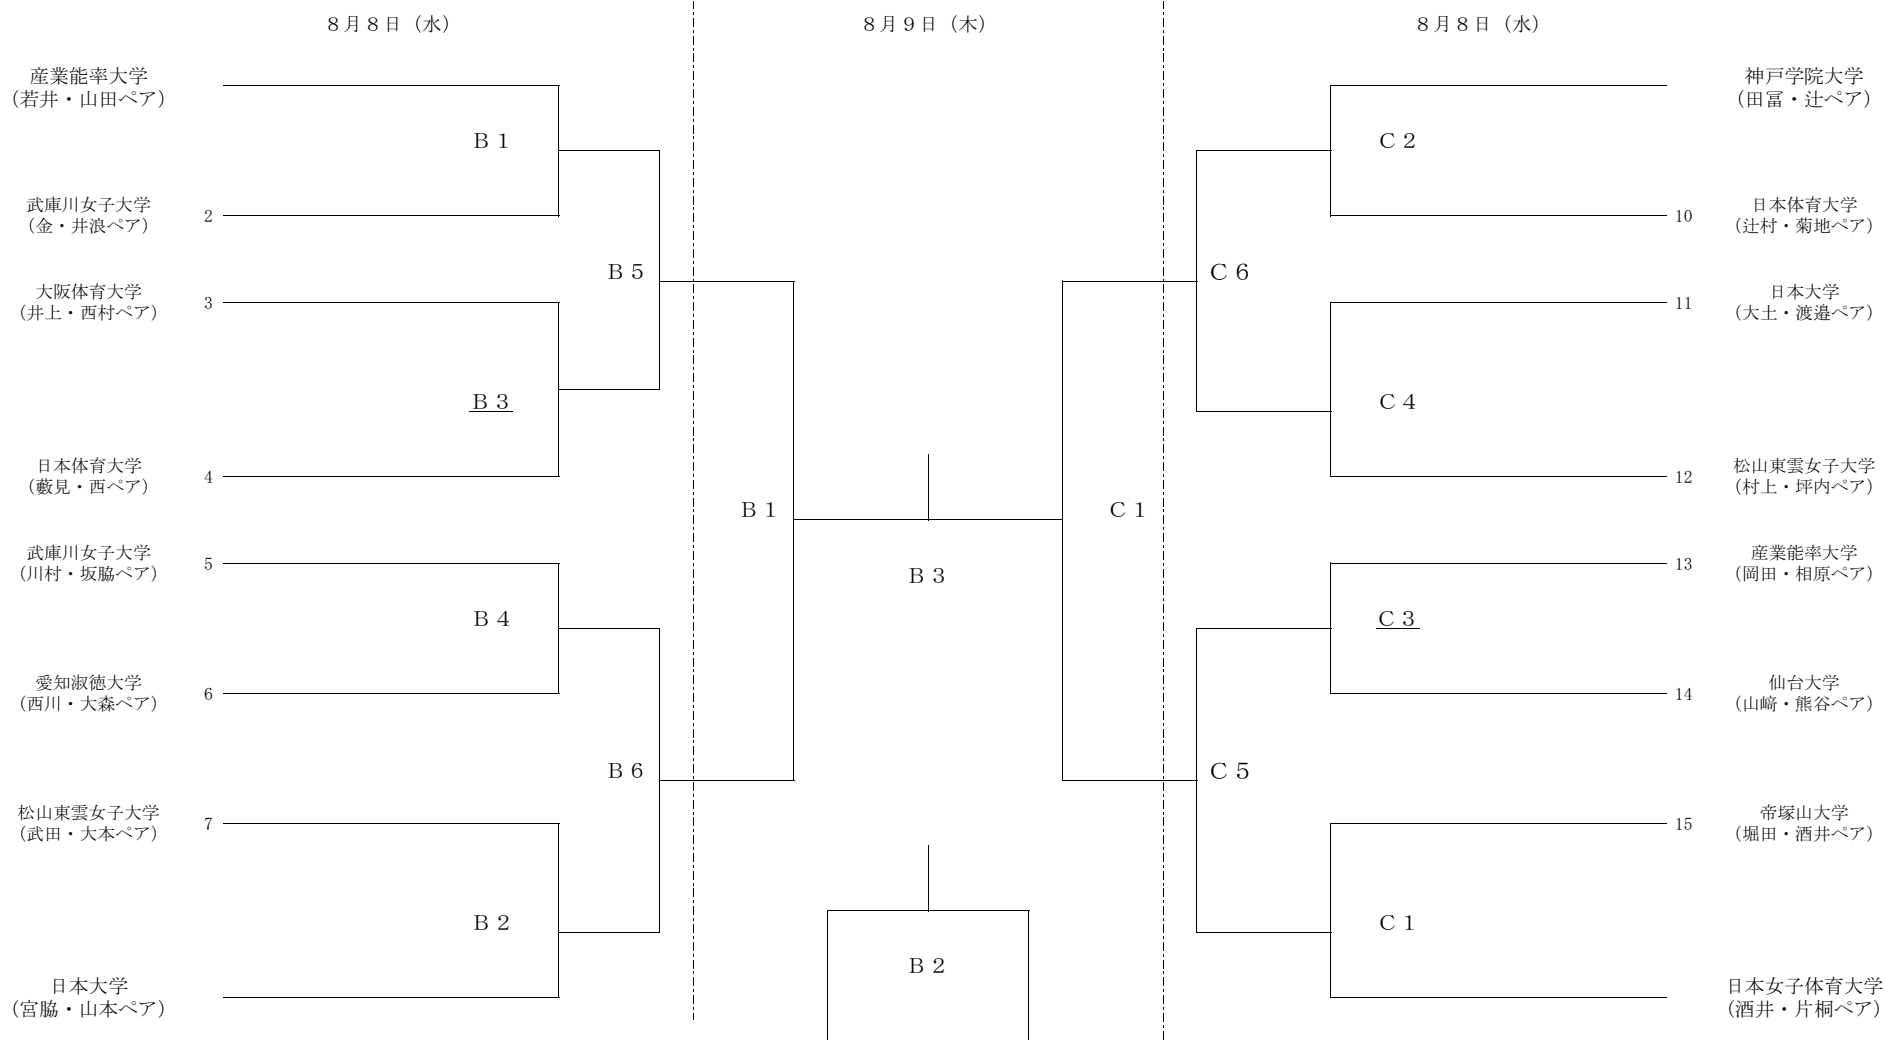 ８月８日（水）
８月９日（木）
８月８日（水）
産業能率大学
（若井・山田ペア）
Ｂ１
武庫川女子大学
（金・井浪ペア）
2
Ｂ５
大阪体育大学
（井上・西村ペア）
3
Ｂ３
日本体育大学
（藪見・西ペア）
4
Ｂ１
武庫川女子大学
（川村・坂脇ペア）
5
Ｂ４
愛知淑徳大学
（西川・大森ペア）
6
Ｂ６
松山東雲女子大学
（武田・大本ペア）
7
Ｂ２
日本大学
（宮脇・山本ペア）
Ｂ３
Ｂ２
神戸学院大学
（田冨・辻ペア）
Ｃ２
10
日本体育大学
（辻村・菊地ペア）
Ｃ６
11
日本大学
（大土・渡邉ペア）
Ｃ４
12
松山東雲女子大学
（村上・坪内ペア）
Ｃ１
13
産業能率大学
（岡田・相原ペア）
Ｃ３
14
仙台大学
（山﨑・熊谷ペア）
Ｃ５
15
帝塚山大学
（堀田・酒井ペア）
Ｃ１
日本女子体育大学
（酒井・片桐ペア）